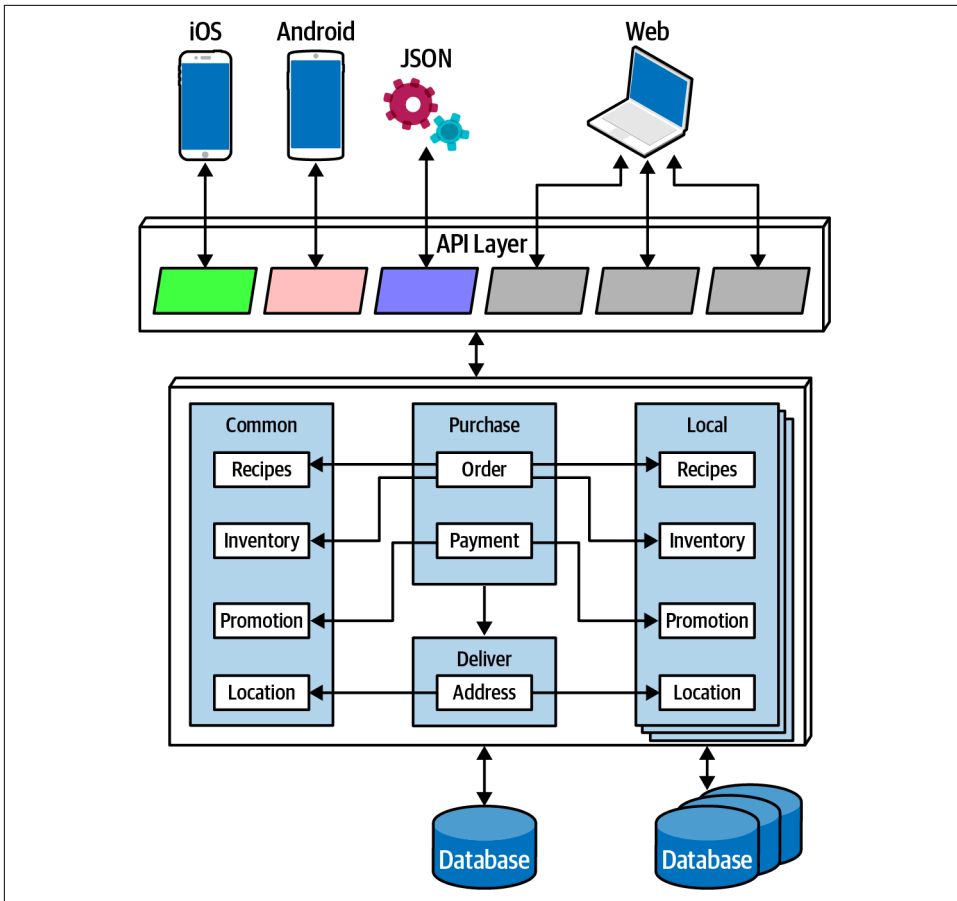 iOS
Android
JSON
Web
API Layer
Common
Purchase
Local
Recipes
Order
Recipes
Inventory
Payment
Inventory
Promotion
Promotion
Deliver
Location
Address
Location
Database
Database